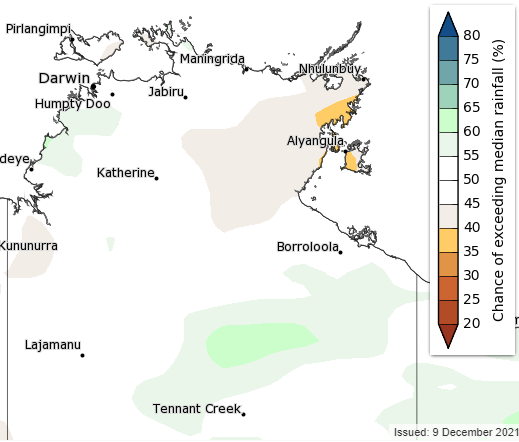 Pirlangimpi
Maningrida
Nhulunbuy
Darwin
Jabiru
Humpty Doo
Alyangula
deye
Katherine
Kununurra
Borroloola
Lajamanu
Tennant Creek
80
75
70
65
60
55
50
45
40
35
30
25
20
Chance of exceeding median rainfall (%)
Issued: 9 December 2021